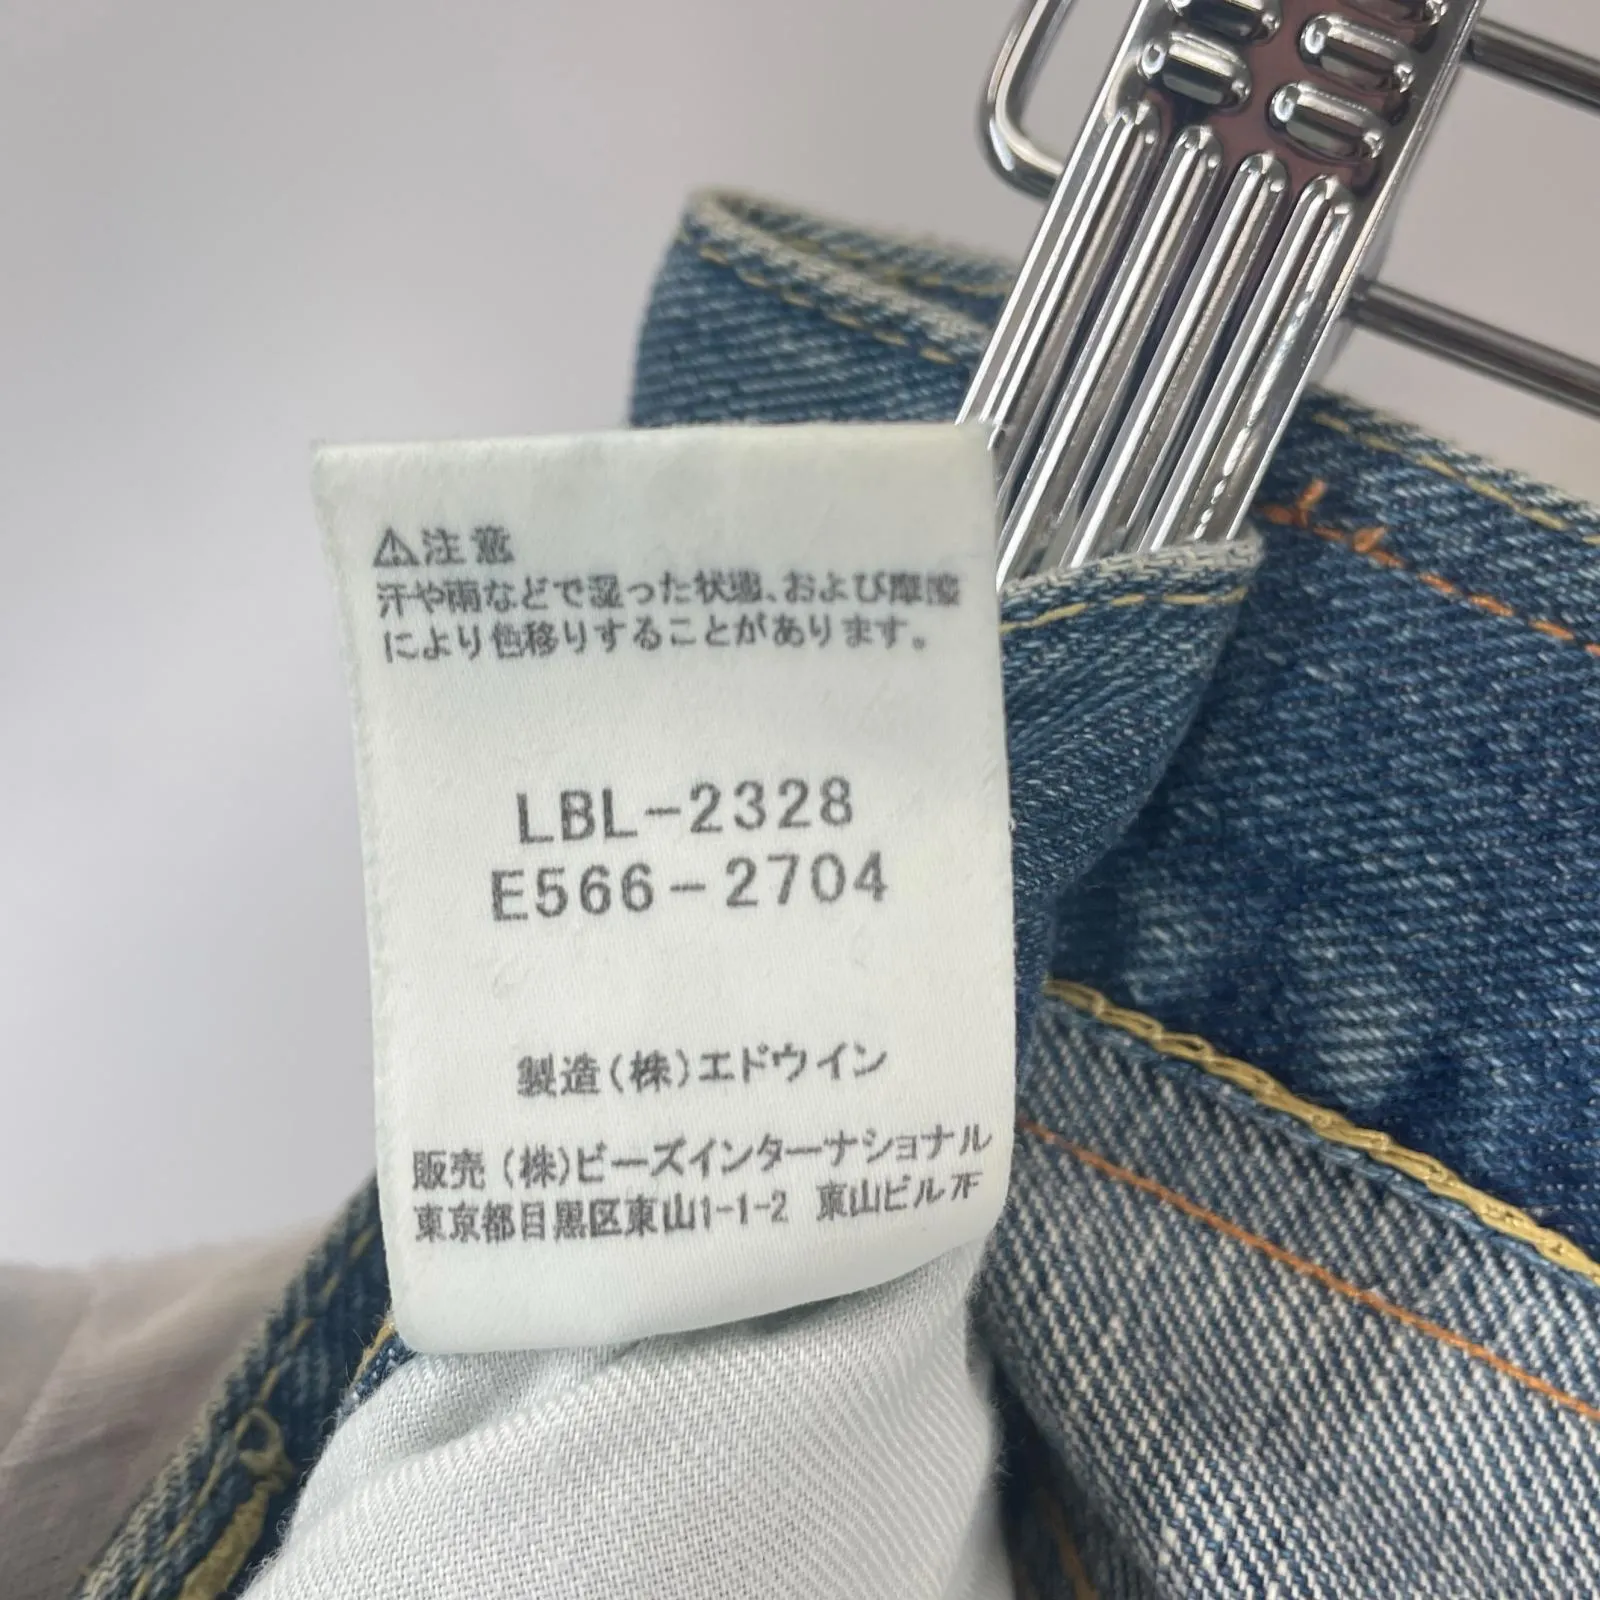 ⚠注意
汗や雨などで湿った状態、および摩擦
により色移りすることがあります。
LBL-2328
E566-2704
製造(株)エドウイン
販売 (株)ビーズインターナショナル
東京都目黒区東山1-1-2 東山ビル7F